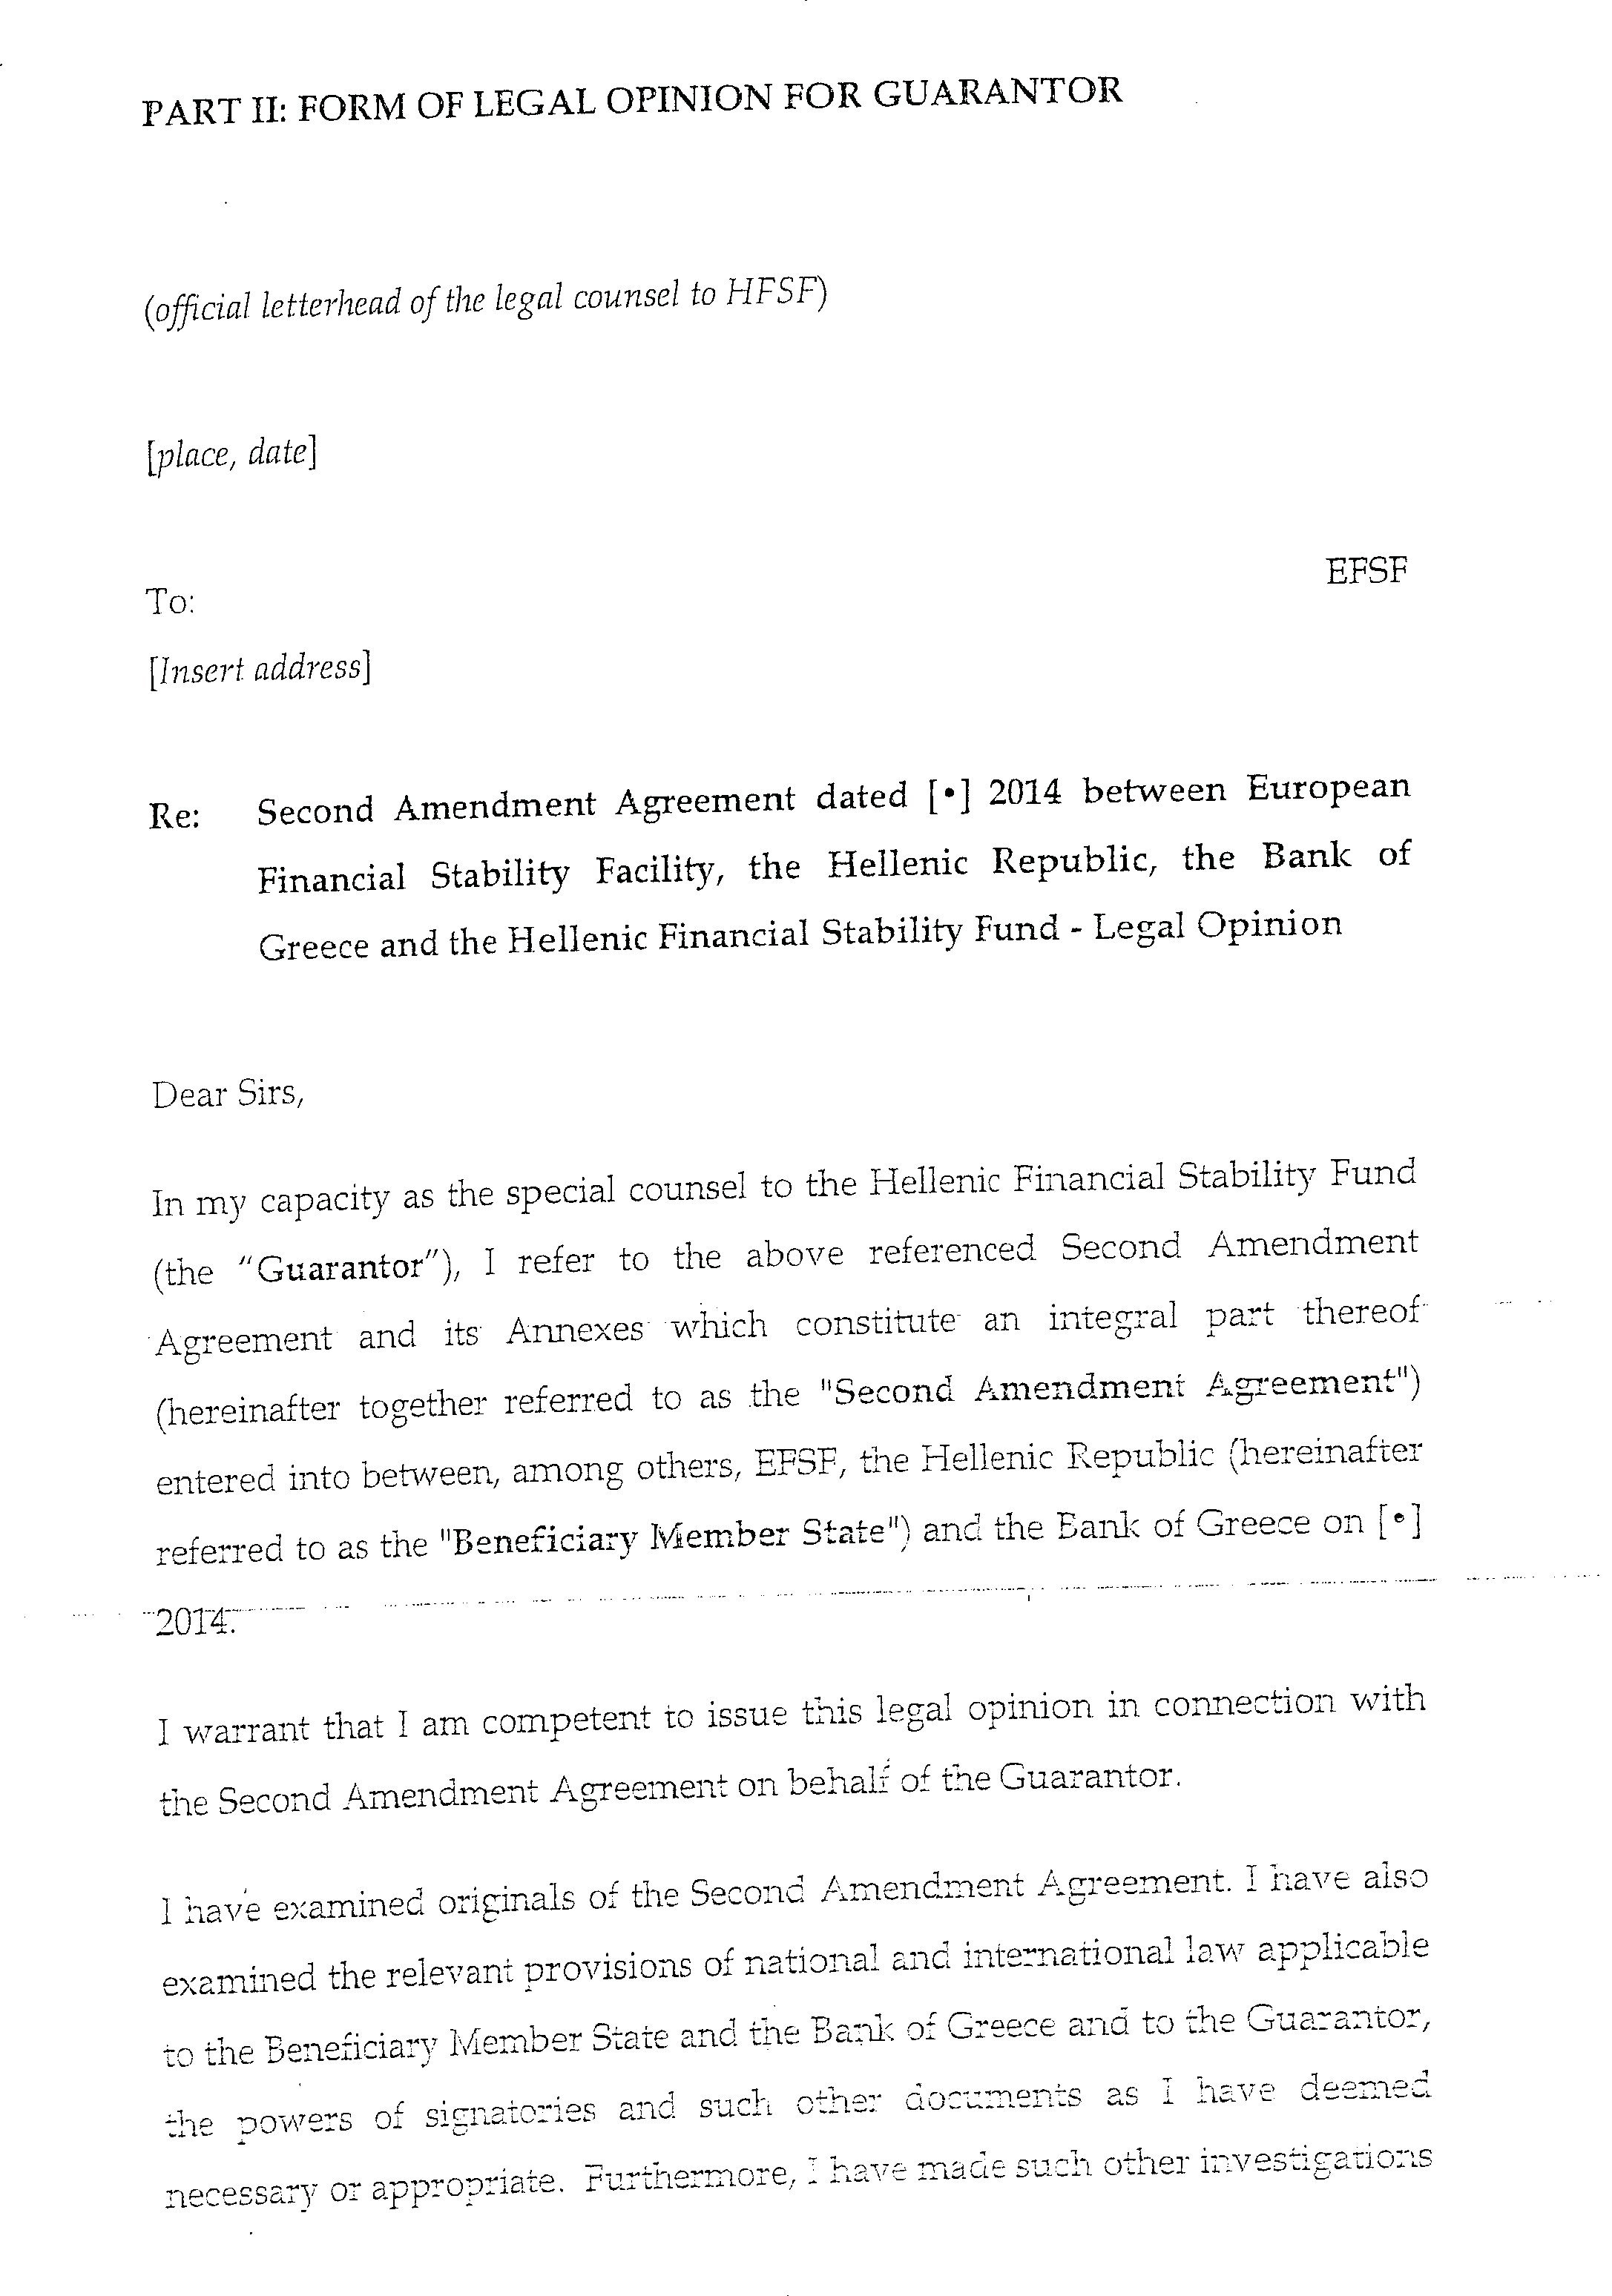 PART II: FORM OF LEGAL OPINION FOR GUARANTOR
(official letterhead of the legal counsel to HFSF)
[place, date]
EFSF
To:
[Insert address]
Re: Second Amendment Agreement dated [•] 2014 between European
Financial Stability Facility, the Hellenic Republic, the Bank of
Greece and the Hellenic Financial Stability Fund - Legal Opinion
Dear Sirs,
In my capacity as the special counsel to the Hellenic Financial Stability Fund
(the “Guarantor”), I refer to the above referenced Second Amendment
Agreement and its Annexes which constitute an integral part thereof
(hereinafter together referred to as the "Second Amendment Agreement")
entered into between, among others, EFSF, the Hellenic Republic (hereinafter
referred to as the "Beneficiary Member State") and the Bank of Greece on [•]
2014.
I warrant that I am competent to issue this legal opinion in connection with
the Second Amendment Agreement on behalf of the Guarantor.
I have examined originals of the Second Amendment Agreement. I have also
examined the relevant provisions of national and international law applicable
to the Beneficiary Member State and the Bank of Greece and to the Guarantor,
the powers of signatories and such other documents as I have deemed
necessary or appropriate. Furthermore, I have made such other investigations